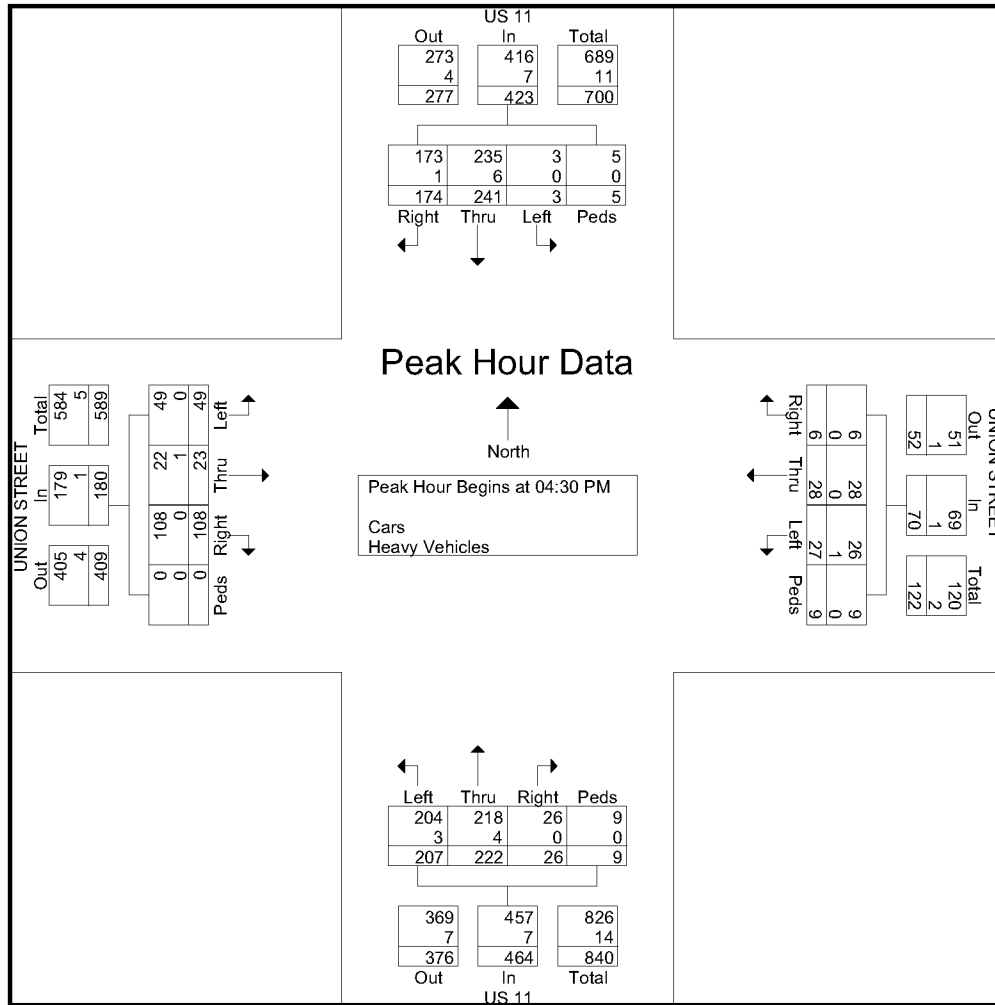 US 11
Out In Total
273 416 689
4 7 11
277 423 700
173 235 3 5
1 6 0 0
174 241 3 5
Right Thru Left Peds
Peak Hour Data
North
Peak Hour Begins at 04:30 PM
Cars
Heavy Vehicles
UNION STREET
Total In Out
584 179 405
5 1 4
589 180 409
49 22 108 0
0 1 0 0
49 23 108 0
Left Thru Right Peds
Right Thru Left Peds
6 28 26 9
0 0 1 0
6 28 27 9
Out In Total
51 69 120
1 1 2
52 70 122
UNION STREET
Left Thru Right Peds
204 218 26 9
3 4 0 0
207 222 26 9
369 457 826
7 7 14
376 464 840
Out In Total
US 11